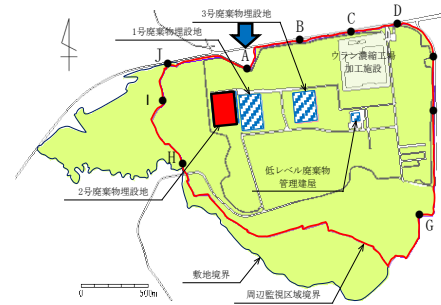 3号廃棄物埋設地
1号廃棄物埋設地
A
B
C
D
ウラン濃縮工場
加工施設
J
I
H
G
低レベル廃棄物
管理建屋
2号廃棄物埋設地
敷地境界
周辺監視区域境界
0
500m